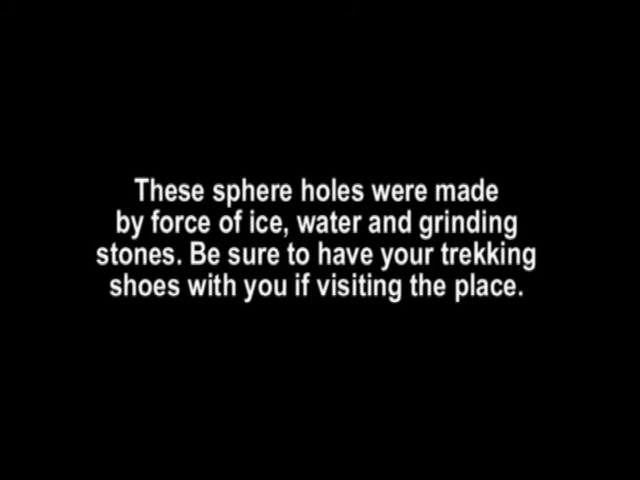 These sphere holes were made
by force of ice, water and grinding
stones. Be sure to have your trekking
shoes with you if visiting the place.